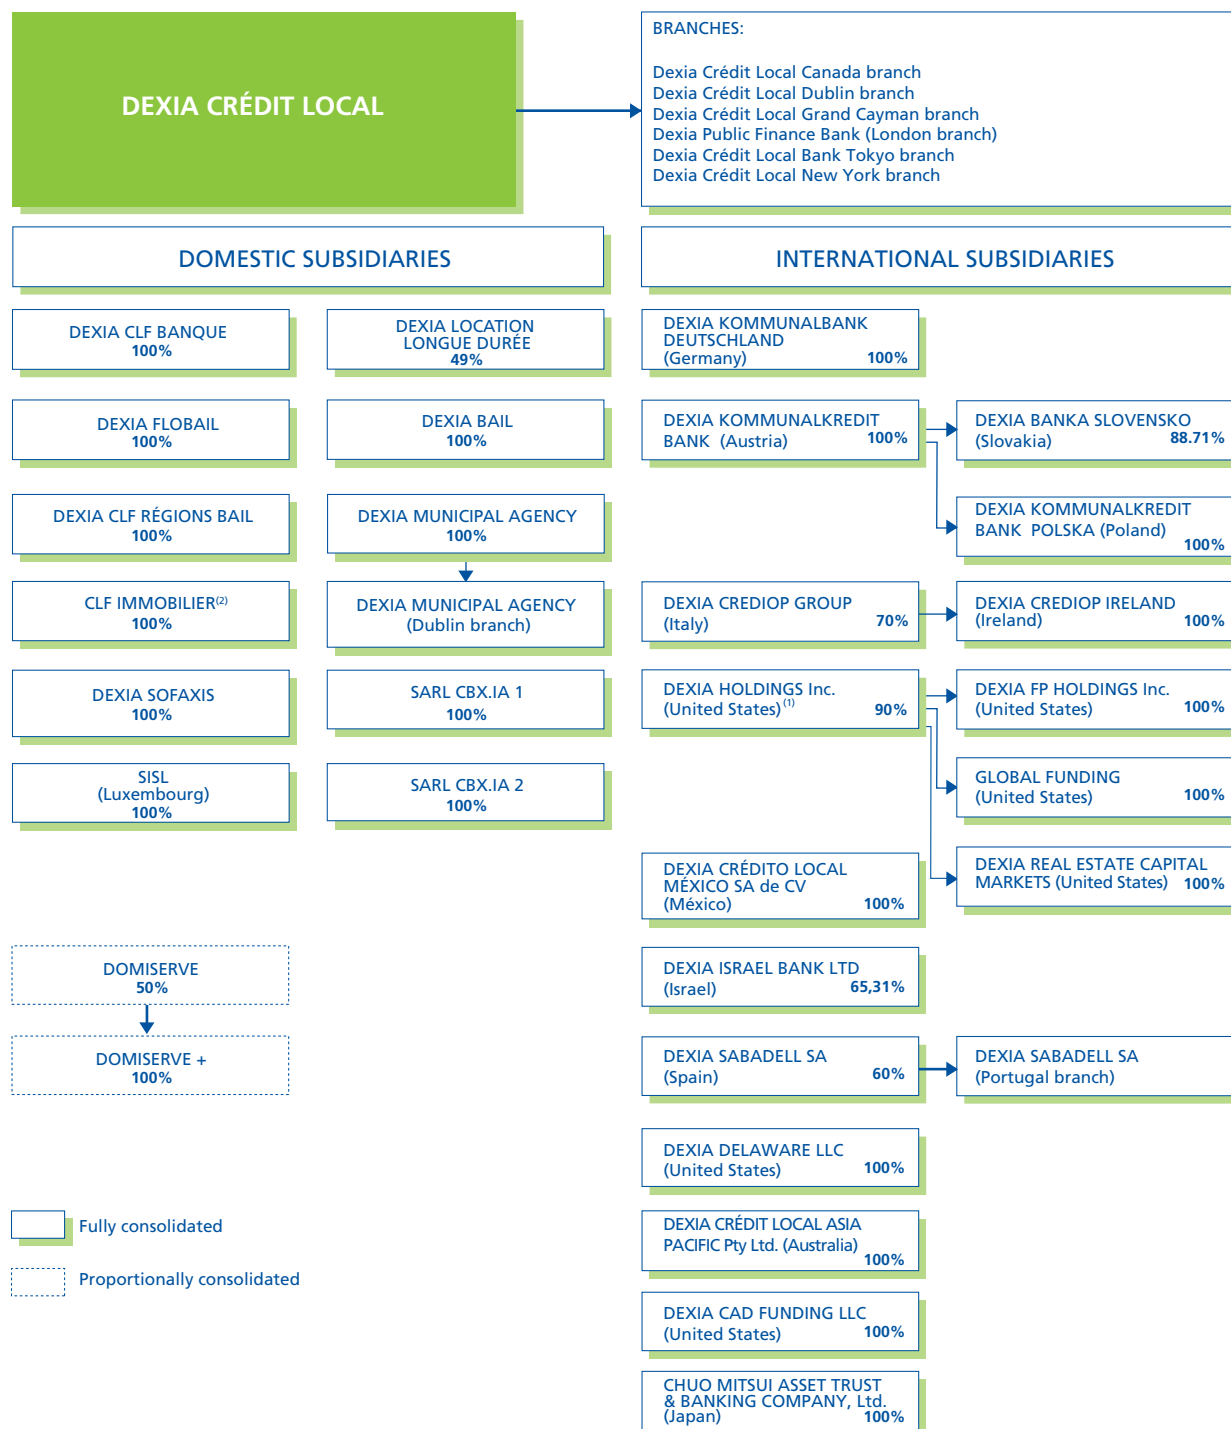 DEXIA CRÉDIT LOCAL
BRANCHES:
Dexia Crédit Local Canada branch
Dexia Crédit Local Dublin branch
Dexia Crédit Local Grand Cayman branch
Dexia Public Finance Bank (London branch)
Dexia Crédit Local Bank Tokyo branch
Dexia Crédit Local New York branch
DOMESTIC SUBSIDIARIES
DEXIA CLF BANQUE
100%
DEXIA LOCATION
LONGUE DURÉE
49%
DEXIA FLOBAIL
100%
DEXIA BAIL
100%
DEXIA CLF RÉGIONS BAIL
100%
DEXIA MUNICIPAL AGENCY
100%
CLF IMMOBILIER(2)
100%
DEXIA MUNICIPAL AGENCY
(Dublin branch)
DEXIA SOFAXIS
100%
SARL CBX.IA 1
100%
SISL
(Luxembourg)
100%
SARL CBX.IA 2
100%
DOMISERVE
50%
DOMISERVE +
100%
INTERNATIONAL SUBSIDIARIES
DEXIA KOMMUNALBANK
DEUTSCHLAND
(Germany) 100%
DEXIA KOMMUNALKREDIT
BANK (Austria) 100%
DEXIA BANKA SLOVENSKO
(Slovakia) 88.71%
DEXIA KOMMUNALKREDIT
BANK POLSKA (Poland)
100%
DEXIA CREDIOP GROUP
(Italy) 70%
DEXIA CREDIOP IRELAND
(Ireland) 100%
DEXIA HOLDINGS Inc.
(United States)(1) 90%
DEXIA FP HOLDINGS Inc.
(United States) 100%
GLOBAL FUNDING
(United States) 100%
DEXIA REAL ESTATE CAPITAL
MARKETS (United States) 100%
DEXIA CRÉDITO LOCAL
MÉXICO SA de CV
(México) 100%
DEXIA ISRAEL BANK LTD
(Israel) 65,31%
DEXIA SABADELL SA
(Spain) 60%
DEXIA SABADELL SA
(Portugal branch)
DEXIA DELAWARE LLC
(United States) 100%
DEXIA CRÉDIT LOCAL ASIA
PACIFIC Pty Ltd. (Australia)
100%
DEXIA CAD FUNDING LLC
(United States) 100%
CHUO MITSUI ASSET TRUST
& BANKING COMPANY, Ltd.
(Japan) 100%
Fully consolidated
Proportionally consolidated